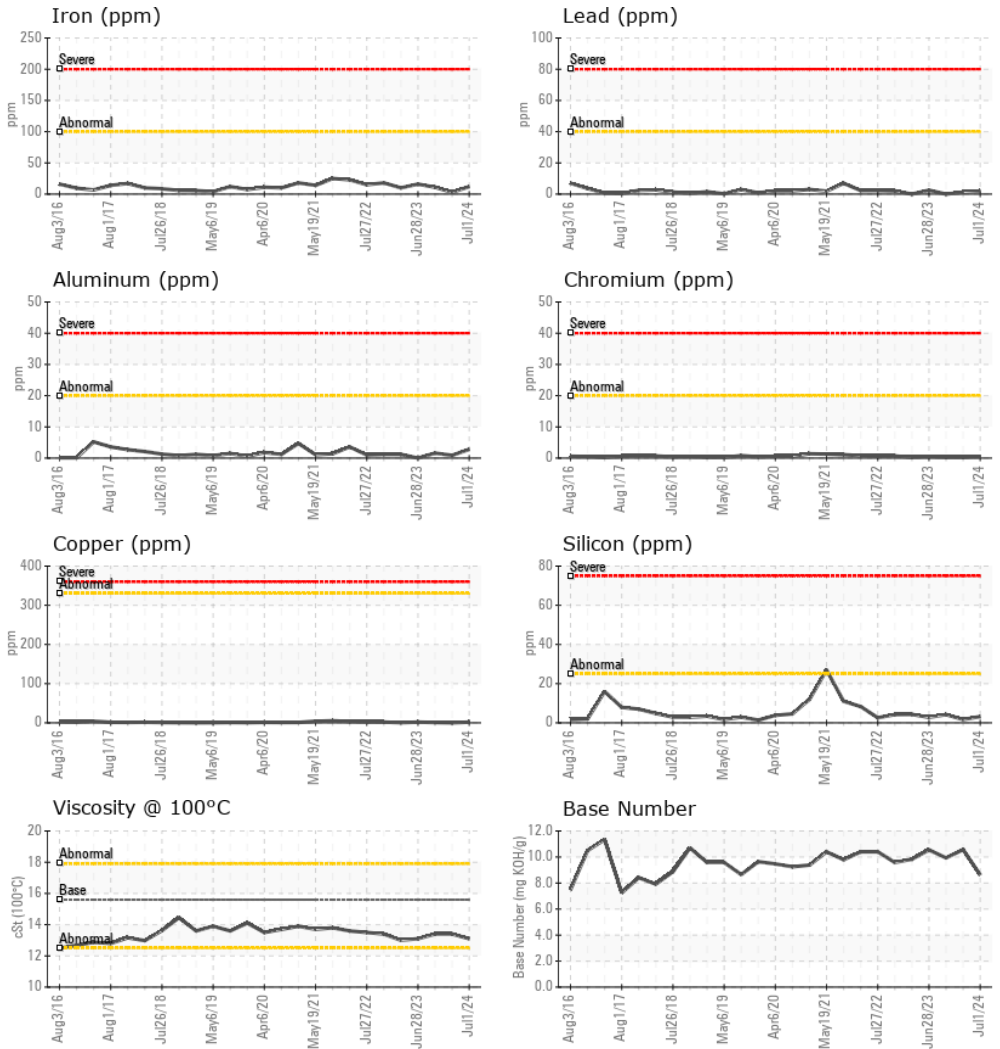 Iron (ppm)
250
200
150
100
50
0
ppm
Severe
Abnormal
Aug3/16
Aug1/17
Jul26/18
May6/19
Apr6/20
May19/21
Jul27/22
Jun28/23
Jul1/24
Lead (ppm)
100
80
60
40
20
0
ppm
Severe
Abnormal
Aug3/16
Aug1/17
Jul26/18
May6/19
Apr6/20
May19/21
Jul27/22
Jun28/23
Jul1/24
Aluminum (ppm)
50
40
30
20
10
0
ppm
Severe
Abnormal
Aug3/16
Aug1/17
Jul26/18
May6/19
Apr6/20
May19/21
Jul27/22
Jun28/23
Jul1/24
Chromium (ppm)
50
40
30
20
10
0
ppm
Severe
Abnormal
Aug3/16
Aug1/17
Jul26/18
May6/19
Apr6/20
May19/21
Jul27/22
Jun28/23
Jul1/24
Copper (ppm)
400
300
200
100
0
ppm
Severe
Abnormal
Aug3/16
Aug1/17
Jul26/18
May6/19
Apr6/20
May19/21
Jul27/22
Jun28/23
Jul1/24
Silicon (ppm)
80
60
40
20
0
ppm
Severe
Abnormal
Aug3/16
Aug1/17
Jul26/18
May6/19
Apr6/20
May19/21
Jul27/22
Jun28/23
Jul1/24
Viscosity @ 100°C
20
18
16
14
12
10
cSt (100°C)
Abnormal
Base
Abnormal
Aug3/16
Aug1/17
Jul26/18
May6/19
Apr6/20
May19/21
Jul27/22
Jun28/23
Jul1/24
Base Number
12.0
10.0
8.0
6.0
4.0
2.0
0.0
Base Number (mg KOH/g)
Aug3/16
Aug1/17
Jul26/18
May6/19
Apr6/20
May19/21
Jul27/22
Jun28/23
Jul1/24